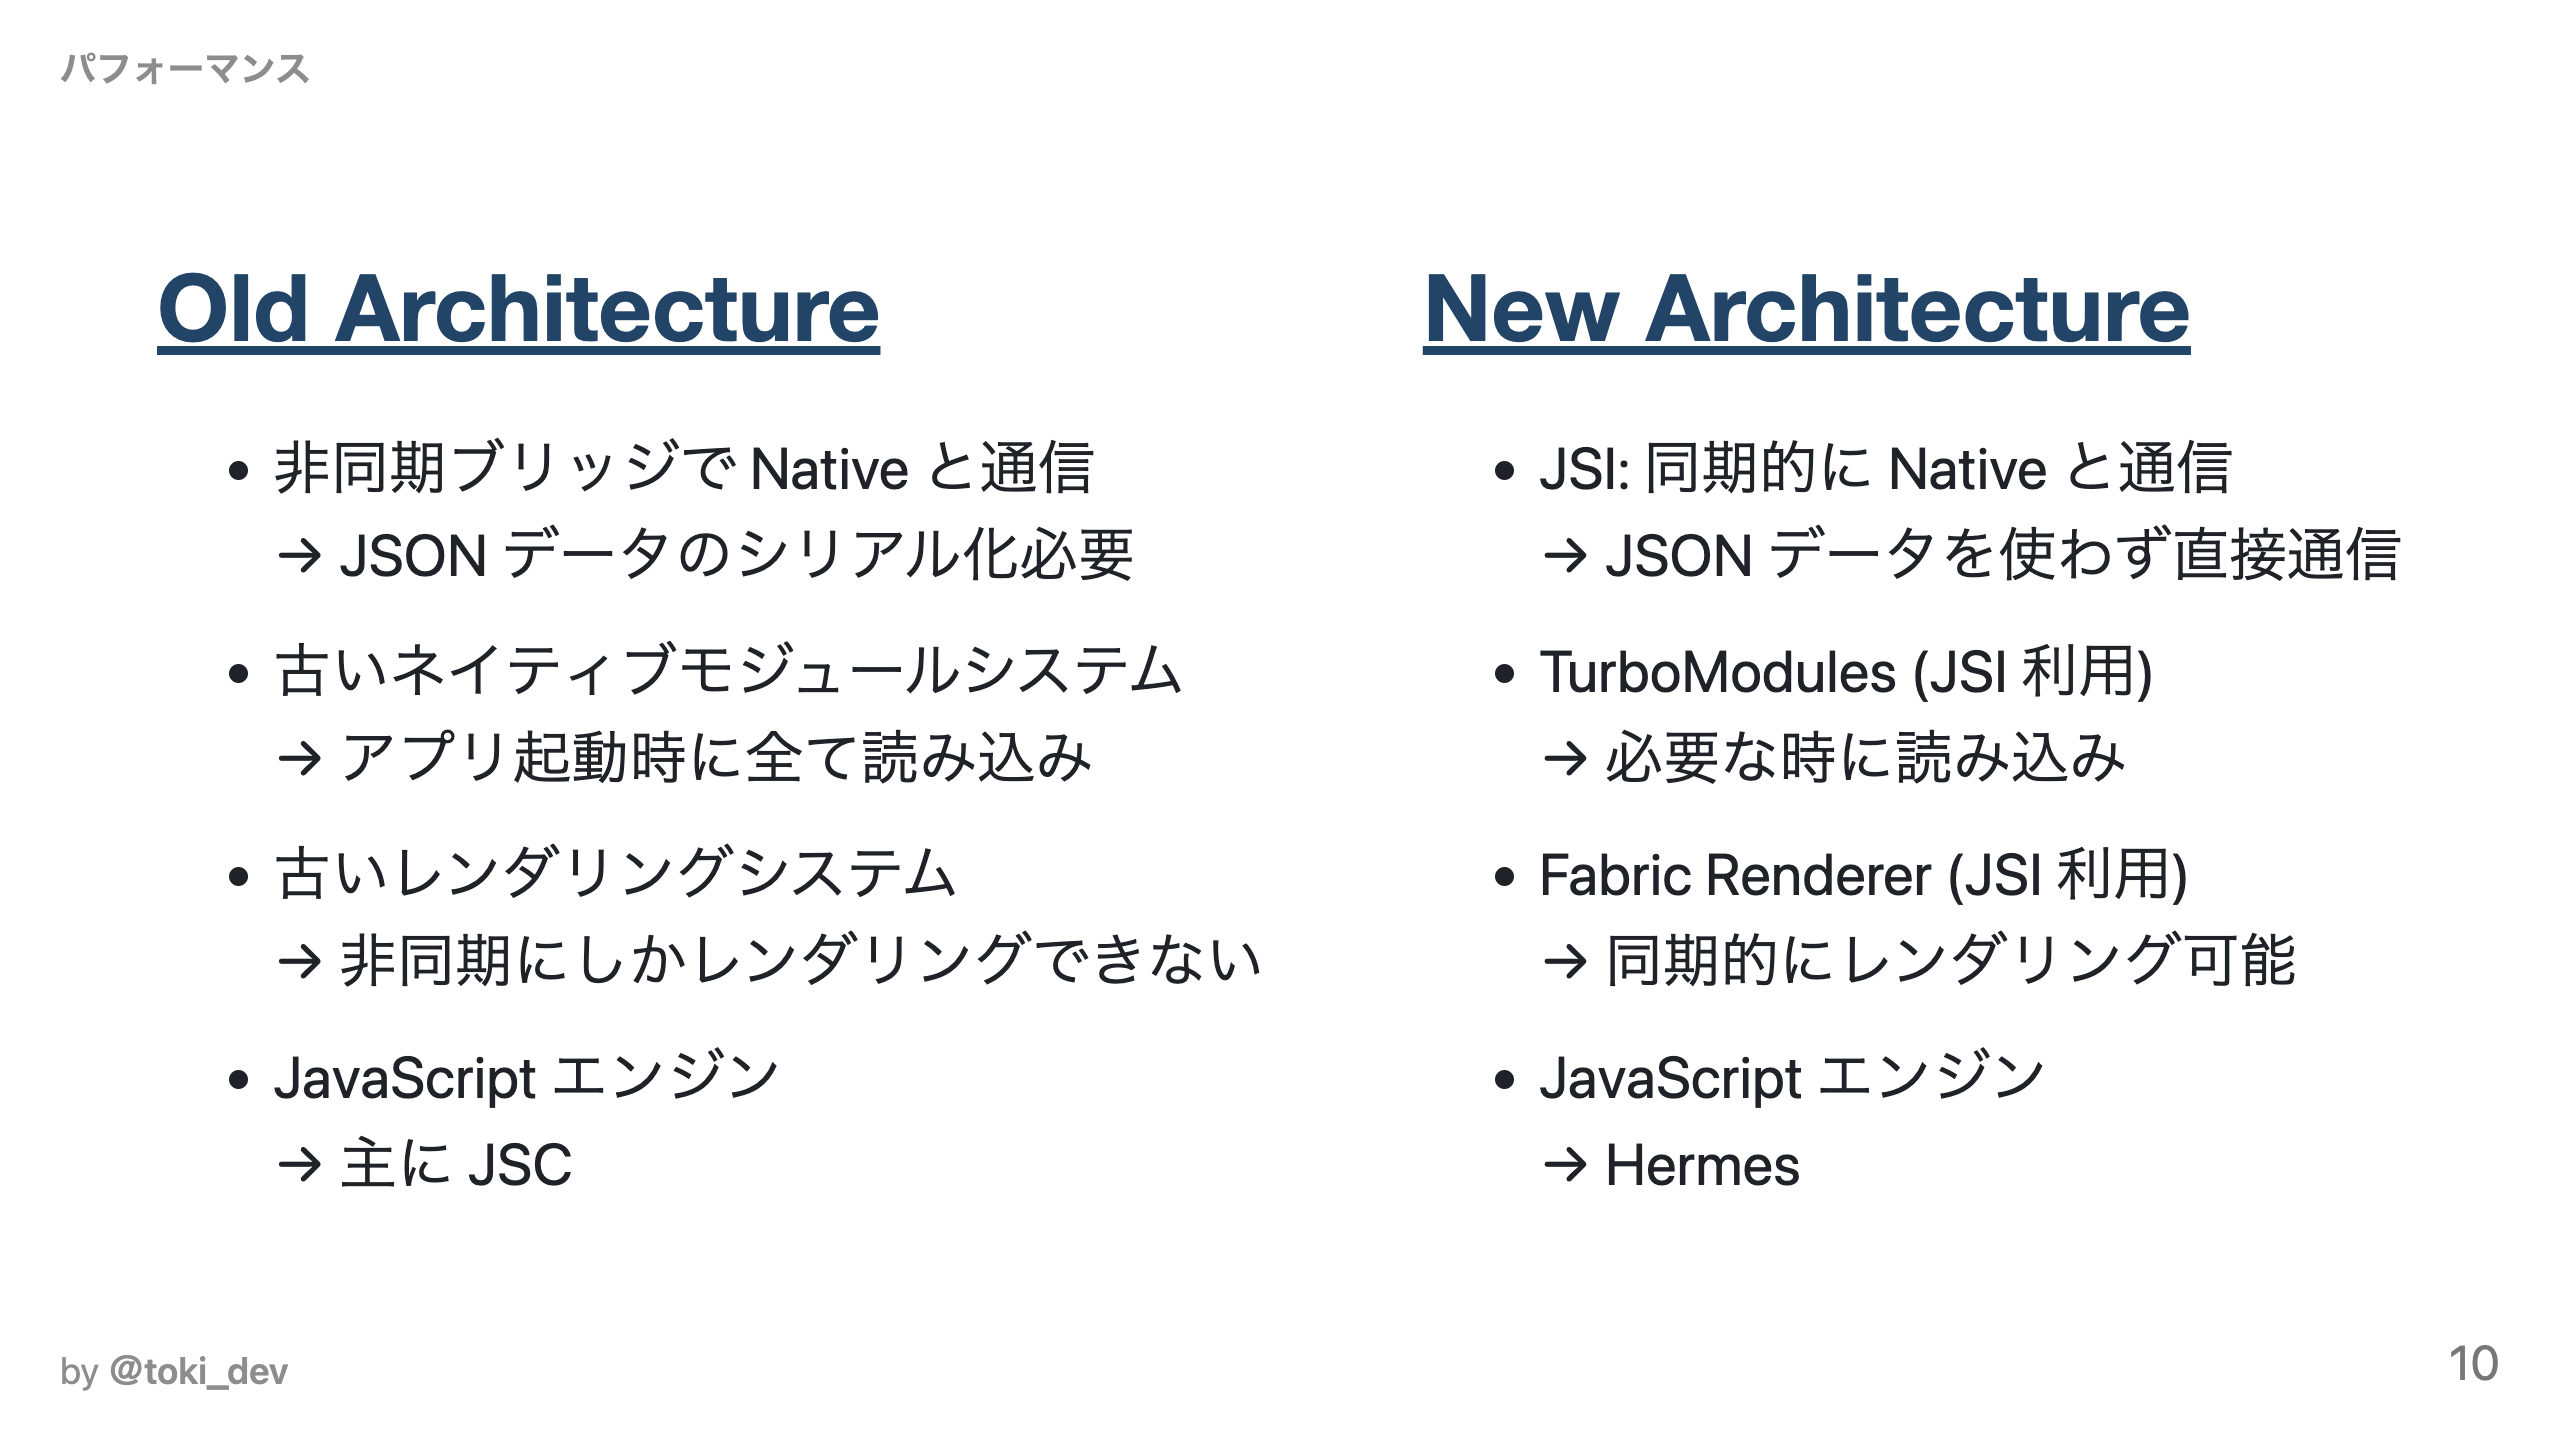 パフォーマンス
Old Architecture
• 非同期ブリッジで Native と通信
→ JSON データのシリアル化必要
• 古いネイティブモジュールシステム
→ アプリ起動時に全て読み込み
• 古いレンダリングシステム
→ 非同期にしかレンダリングできない
• JavaScript エンジン
→ 主に JSC
New Architecture
• JSI: 同期的に Native と通信
→ JSON データを使わず直接通信
• TurboModules (JSI 利用)
→ 必要な時に読み込み
• Fabric Renderer (JSI 利用)
→ 同期的にレンダリング可能
• JavaScript エンジン
→ Hermes
by @toki_dev
10